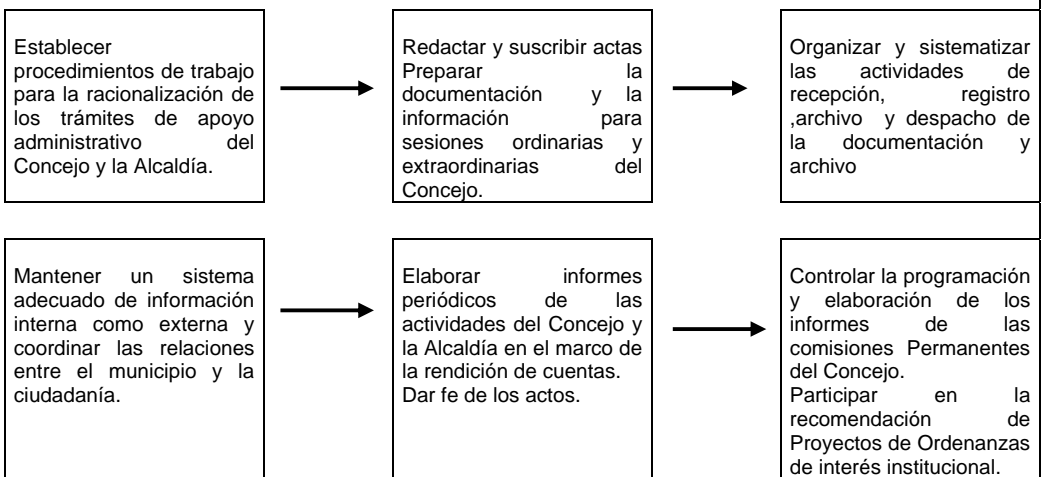 Establecer
procedimientos de trabajo
para la racionalización de
los trámites de apoyo
administrativo del
Concejo y la Alcaldía.
Redactar y suscribir actas
Preparar la
documentación y la
información para
sesiones ordinarias y
extraordinarias del
Concejo.
Organizar y sistematizar
las actividades de
recepción, registro
,archivo y despacho de
la documentación y
archivo
Mantener un sistema
adecuado de información
interna como externa y
coordinar las relaciones
entre el municipio y la
ciudadanía.
Elaborar informes
periódicos de las
actividades del Concejo y
la Alcaldía en el marco de
la rendición de cuentas.
Dar fe de los actos.
Controlar la programación
y elaboración de los
informes de las
comisiones Permanentes
del Concejo.
Participar en la
recomendación de
Proyectos de Ordenanzas
de interés institucional.